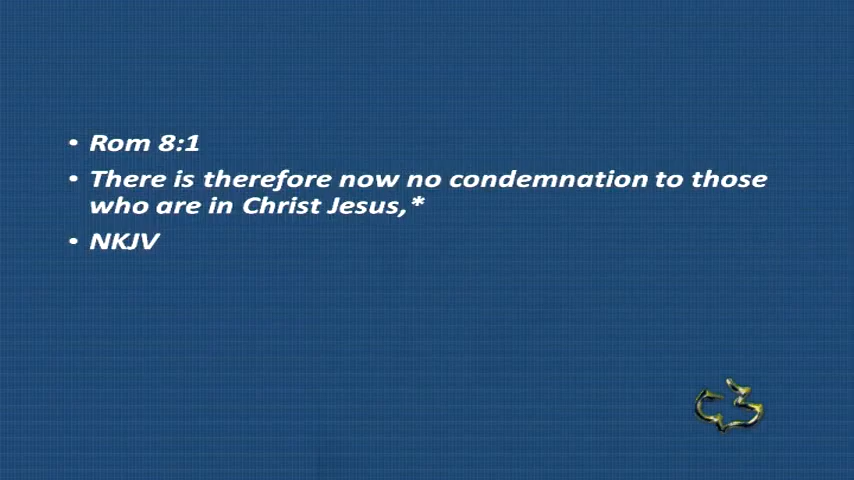 • Rom 8:1
• There is therefore now no condemnation to those
who are in Christ Jesus,*
• NKJV